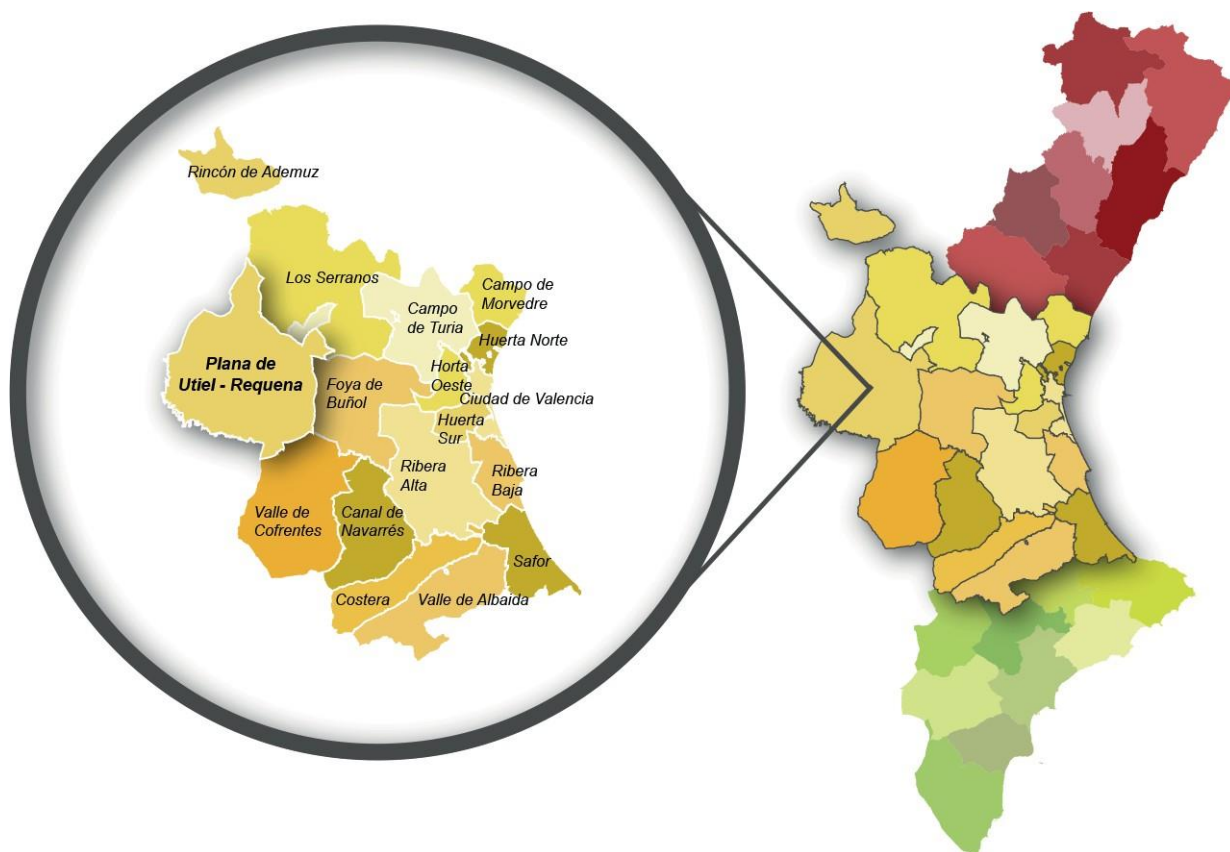 Rincón de Ademuz
Los Serranos
Campo de
Morvedre
Campo
de Turia
Huerta Norte
Plana de
Utiel - Requena
Foya de
Buñol
Horta
Oeste
Ciudad de Valencia
Huerta
Sur
Ribera
Alta
Ribera
Baja
Valle de
Cofrentes
Canal de
Navarrés
Safor
Costera
Valle de Albaida